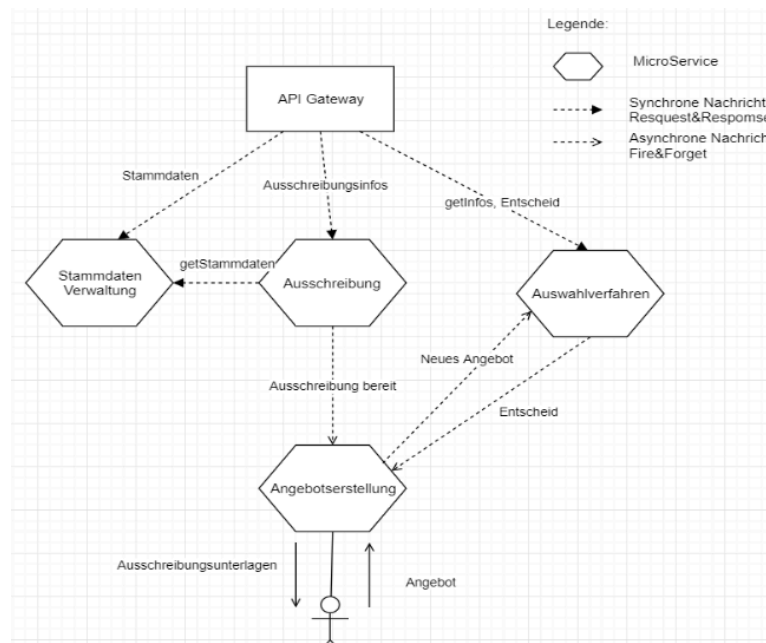 Legende:
MicroService
Synchrone Nachricht
Resquest&Respomse
Asynchrone Nachrich
Fire&Forget
API Gateway
Stammdaten
Ausschreibungsinfos
getInfos, Entscheid
getStammdaten
Stammdaten
Verwaltung
Ausschreibung
Auswahlverfahren
Neues Angebot
Ausschreibung bereit
Entscheid
Angebotserstellung
Ausschreibungsunterlagen
Angebot